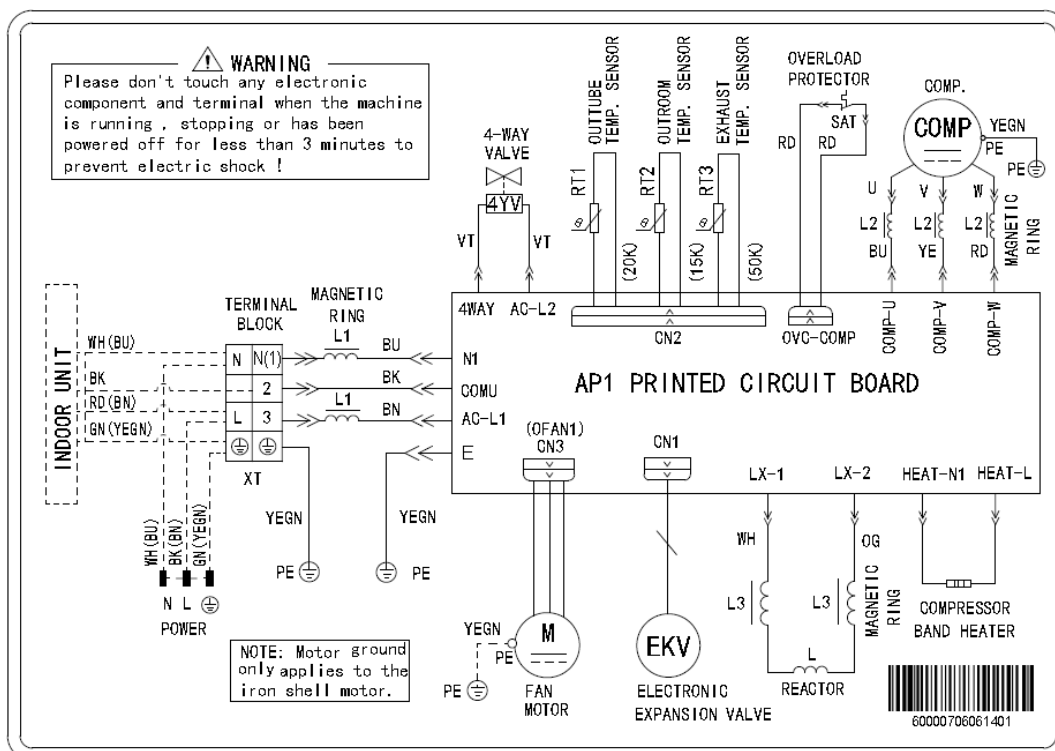 WARNING
Please don't touch any electronic
component and terminal when the machine
is running , stopping or has been
powered off for less than 3 minutes to
prevent electric shock !
4-WAY
VALVE
4YV
VT
VT
OUTTUBE
TEMP. SENSOR
OUTROOM
TEMP. SENSOR
EXHAUST
TEMP. SENSOR
RT1
RT2
RT3
θ
θ
θ
(20K)
(15K)
(50K)
OVERLOAD
PROTECTOR
SAT
RD
RD
COMP.
COMP
YEGN
PE
PE
U
V
W
L2
L2
L2
BU
YE
RD
MAGNETIC
RING
4WAY
AC-L2
CN2
OVC-COMP
COMP-U
COMP-V
COMP-W
INDOOR UNIT
WH(BU)
BK
RD(BN)
GN(YEGN)
TERMINAL
BLOCK
N
N(1)
2
L
3
XT
MAGNETIC
RING
L1
BU
BK
L1
BN
N1
COMU
AC-L1
E
AP1 PRINTED CIRCUIT BOARD
(OFAN1)
CN3
CN1
LX-1
LX-2
HEAT-N1
HEAT-L
WH(BU)
BK(BN)
GN(YEGN)
N L
POWER
YEGN
PE
YEGN
PE
NOTE: Motor ground
only applies to the
iron shell motor.
YEGN
PE
PE
M
FAN
MOTOR
EKV
ELECTRONIC
EXPANSION VALVE
WH
OG
L3
L3
MAGNETIC
RING
L
REACTOR
COMPRESSOR
BAND HEATER
60000706061401